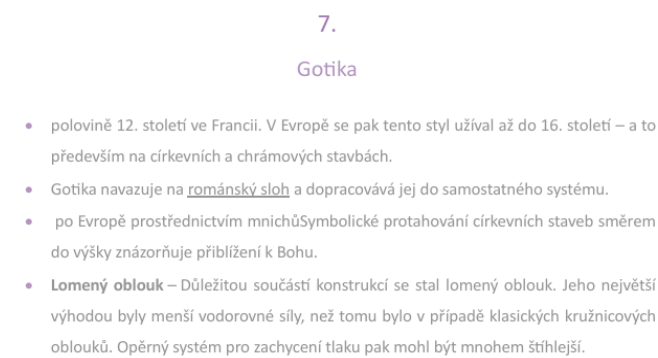 7.
Gotika
• polovině 12. století ve Francii. V Evropě se pak tento styl užíval až do 16. století – a to
především na církevních a chrámových stavbách.
• Gotika navazuje na románský sloh a dopracovává jej do samostatného systému.
• po Evropě prostřednictvím mnichůSymbolické protahování církevních staveb směrem
do výšky znázorňuje přiblížení k Bohu.
• Lomený oblouk – Důležitou součástí konstrukcí se stal lomený oblouk. Jeho největší
výhodou byly menší vodorovné síly, než tomu bylo v případě klasických kružnicových
oblouků. Opěrný systém pro zachycení tlaku pak mohl být mnohem štíhlejší.